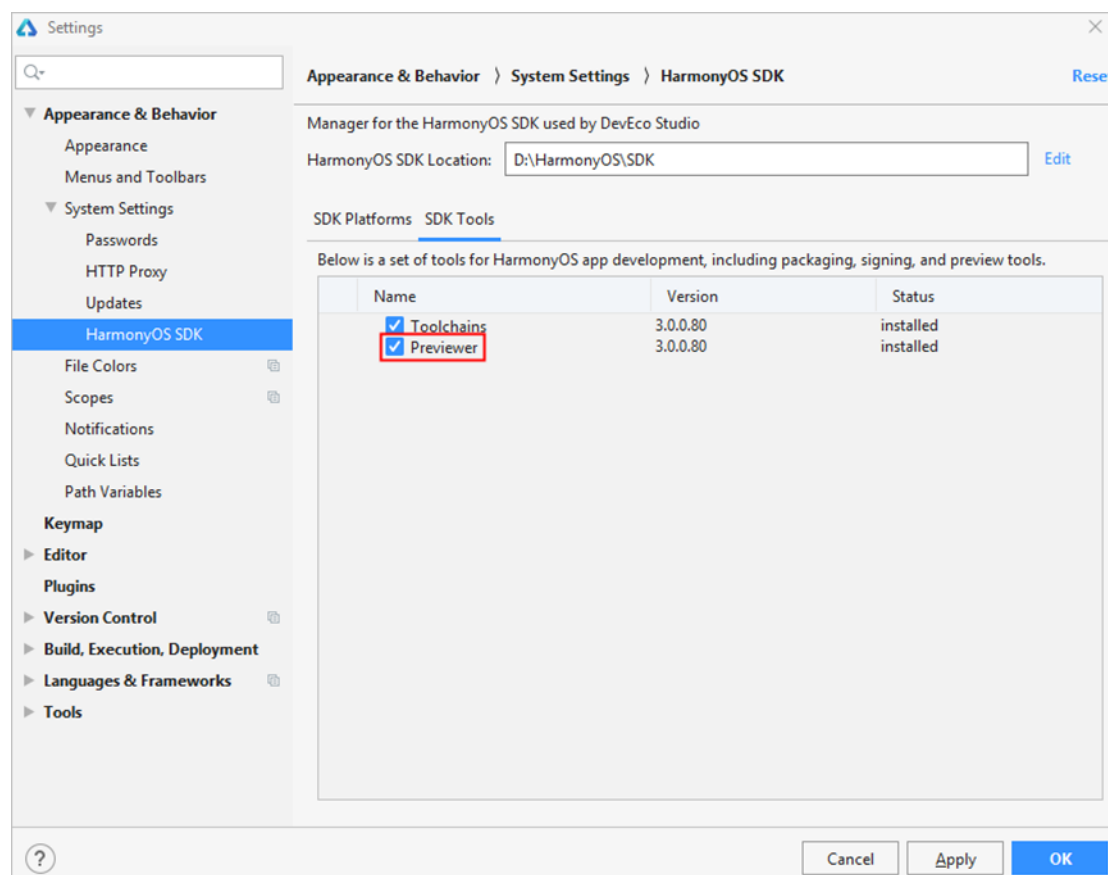 Settings
Appearance & Behavior
Appearance
Menus and Toolbars
System Settings
Passwords
HTTP Proxy
Updates
HarmonyOS SDK
File Colors
Scopes
Notifications
Quick Lists
Path Variables
Keymap
Editor
Plugins
Version Control
Build, Execution, Deployment
Languages & Frameworks
Tools
Appearance & Behavior ⟩ System Settings ⟩ HarmonyOS SDK Rese
Manager for the HarmonyOS SDK used by DevEco Studio
HarmonyOS SDK Location: D:\HarmonyOS\SDK Edit
SDK Platforms SDK Tools
Below is a set of tools for HarmonyOS app development, including packaging, signing, and preview tools.
Name Version Status
Toolchains 3.0.0.80 installed
Previewer 3.0.0.80 installed
? Cancel Apply OK